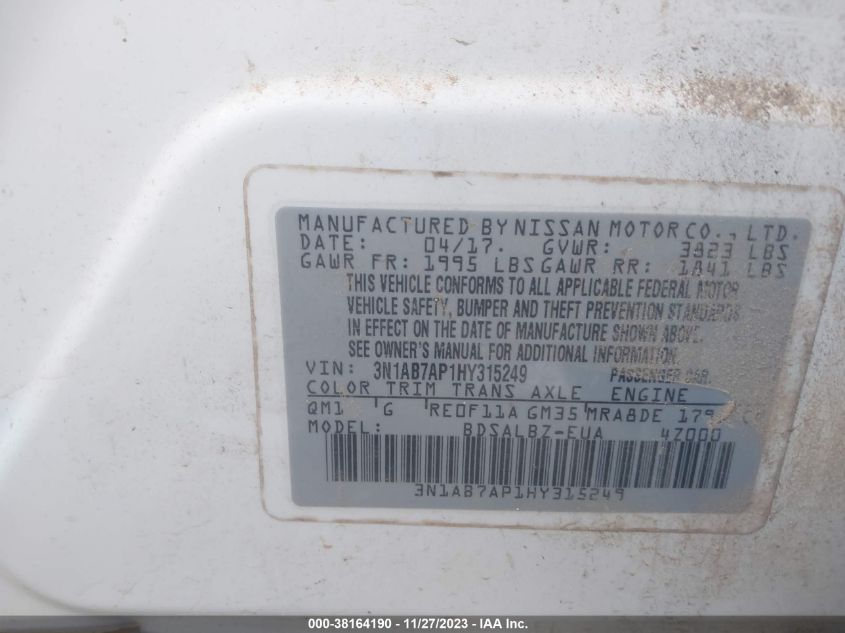 MANUFACTURED BY NISSAN MOTOR CO., LTD.
DATE: 04/17. GVWR: 3923 LBS
GAWR FR: 1995 LBS GAWR RR: 1841 LBS
THIS VEHICLE CONFORMS TO ALL APPLICABLE FEDERAL MOTOR
VEHICLE SAFETY, BUMPER AND THEFT PREVENTION STANDARDS
IN EFFECT ON THE DATE OF MANUFACTURE SHOWN ABOVE.
SEE OWNER'S MANUAL FOR ADDITIONAL INFORMATION.
VIN: 3N1AB7AP1HY315249 PASSENGER CAR.
COLOR TRIM TRANS AXLE ENGINE
QM1 G RE0F11A GM35 MRA8DE 179
MODEL: BDSALBZ-EUA 4Z000
3N1AB7AP1HY315249
000-38164190 - 11/27/2023 - IAA Inc.